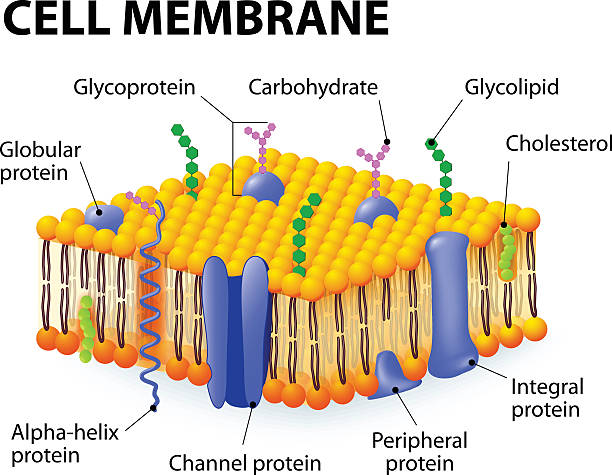 CELL MEMBRANE
Glycoprotein
Carbohydrate
Glycolipid
Globular
protein
Cholesterol
Alpha-helix
protein
Channel protein
Peripheral
protein
Integral
protein